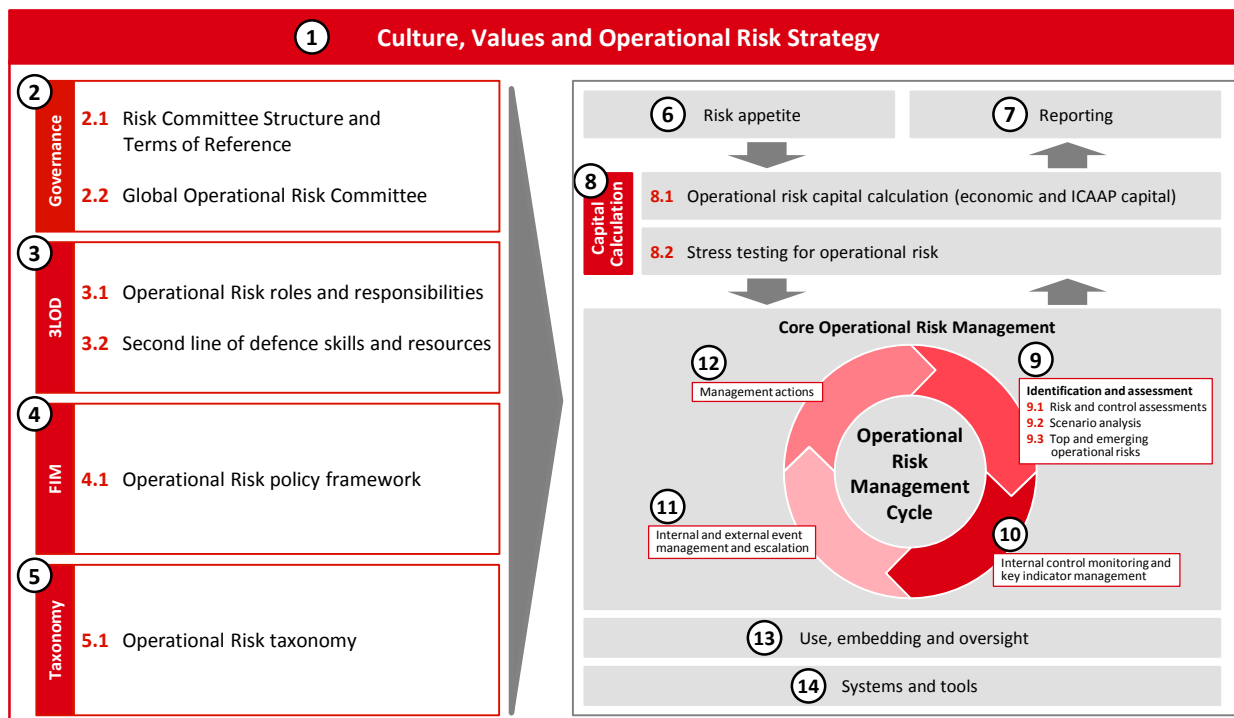 1 Culture, Values and Operational Risk Strategy
2
Governance
2.1 Risk Committee Structure and
Terms of Reference
2.2 Global Operational Risk Committee
3
3LOD
3.1 Operational Risk roles and responsibilities
3.2 Second line of defence skills and resources
4
FIM
4.1 Operational Risk policy framework
5
Taxonomy
5.1 Operational Risk taxonomy
6 Risk appetite
7 Reporting
8
Capital
Calculation
8.1 Operational risk capital calculation (economic and ICAAP capital)
8.2 Stress testing for operational risk
Core Operational Risk Management
Operational
Risk
Management
Cycle
9
Identification and assessment
9.1 Risk and control assessments
9.2 Scenario analysis
9.3 Top and emerging
operational risks
10
Internal control monitoring and
key indicator management
11
Internal and external event
management and escalation
12
Management actions
13 Use, embedding and oversight
14 Systems and tools